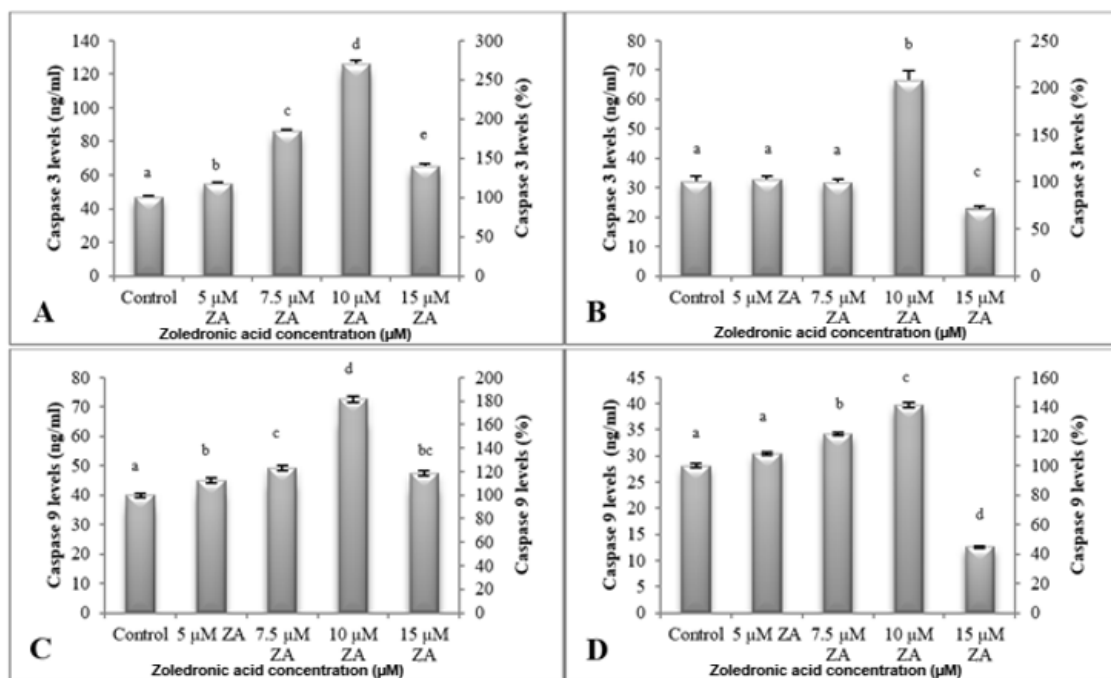 Caspase 3 levels (ng/ml)
140
120
100
80
60
40
20
0
a
b
c
d
e
300
250
200
150
100
50
0
Caspase 3 levels (%)
Control
5 µM ZA
7.5 µM ZA
10 µM ZA
15 µM ZA
A
Zoledronic acid concentration (µM)
Caspase 3 levels (ng/ml)
80
70
60
50
40
30
20
10
0
a
a
a
b
c
250
200
150
100
50
0
Caspase 3 levels (%)
Control
5 µM ZA
7.5 µM ZA
10 µM ZA
15 µM ZA
B
Zoledronic acid concentration (µM)
Caspase 9 levels (ng/ml)
80
70
60
50
40
30
20
10
0
a
b
c
d
bc
200
180
160
140
120
100
80
60
40
20
0
Caspase 9 levels (%)
Control
5 µM ZA
7.5 µM ZA
10 µM ZA
15 µM ZA
C
Zoledronic acid concentration (µM)
Caspase 9 levels (ng/ml)
45
40
35
30
25
20
15
10
5
0
a
a
b
c
d
160
140
120
100
80
60
40
20
0
Caspase 9 levels (%)
Control
5 µM ZA
7.5 µM ZA
10 µM ZA
15 µM ZA
D
Zoledronic acid concentration (µM)